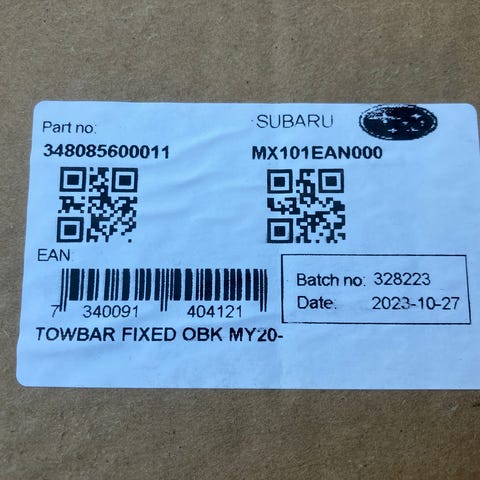 Part no:
SUBARU
348085600011
MX101EAN000
EAN
7 340091 404121
Batch no: 328223
Date: 2023-10-27
TOWBAR FIXED OBK MY20-